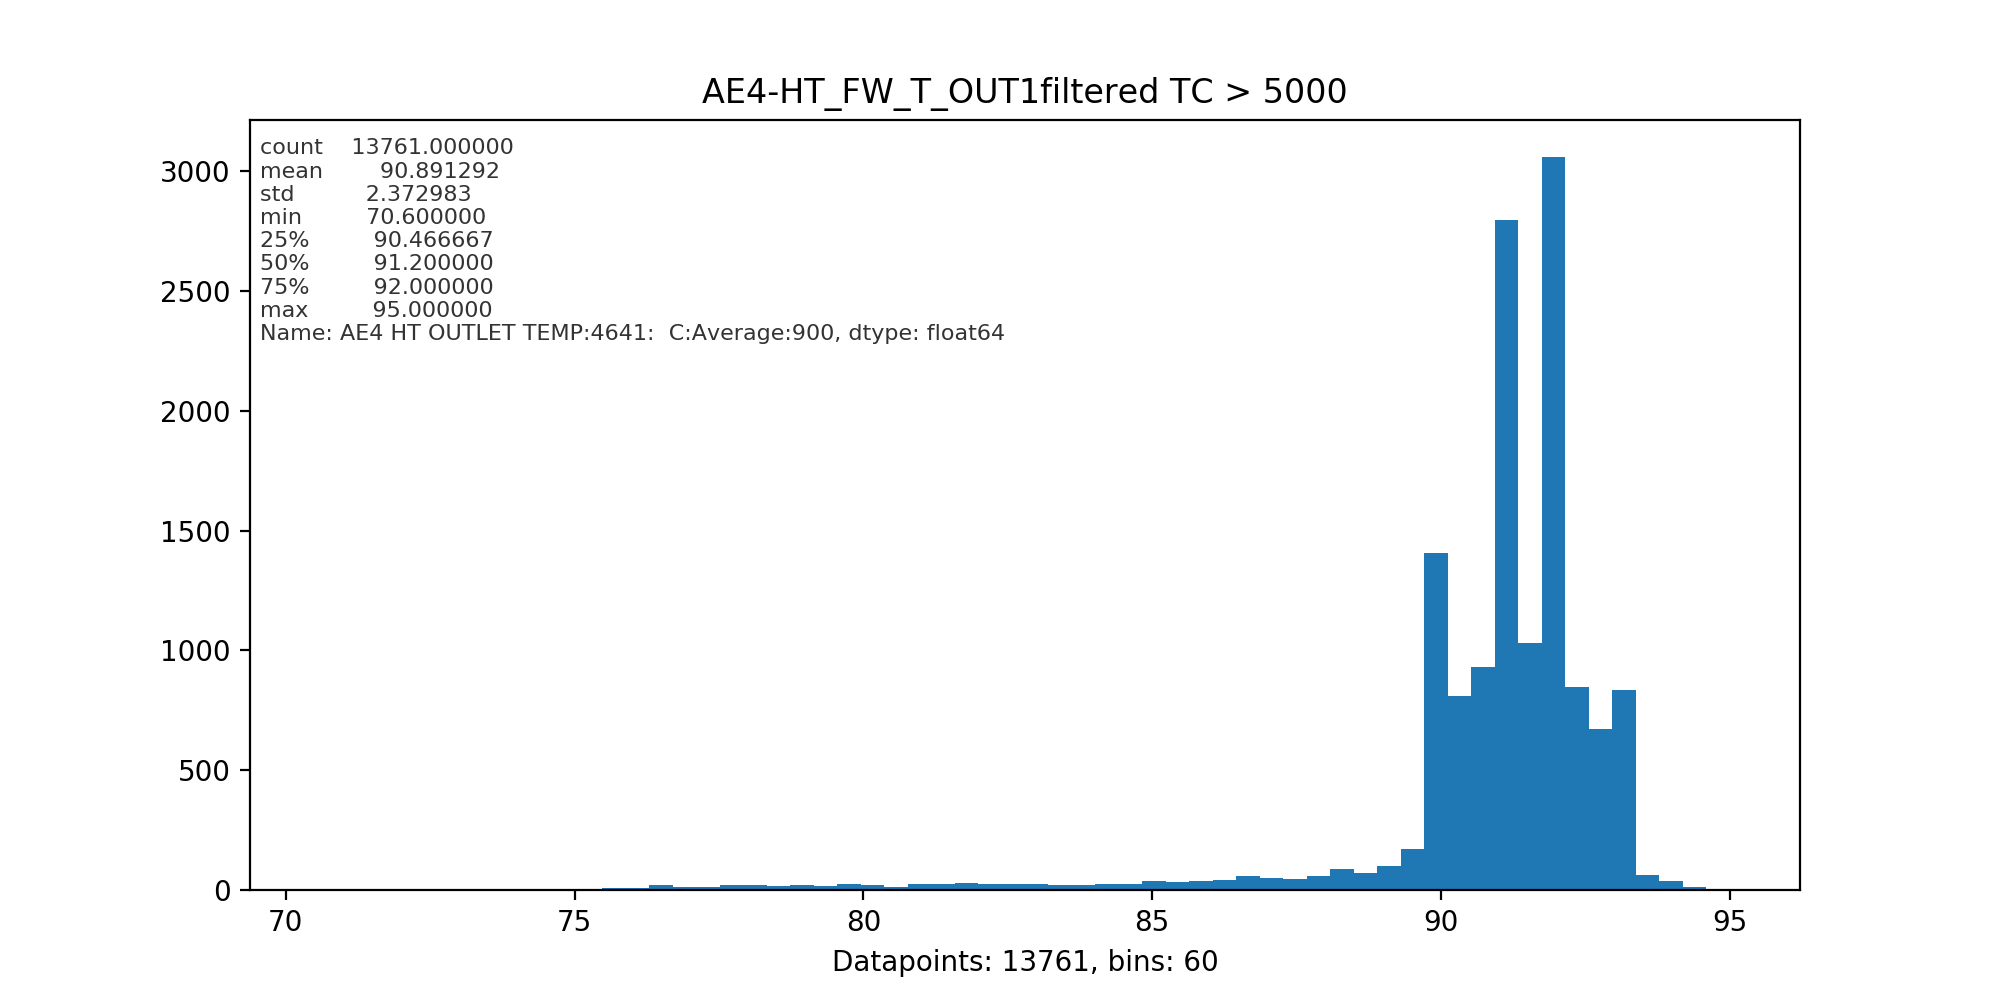 AE4-HT_FW_T_OUT1filtered TC > 5000
count 13761.000000
mean 90.891292
std 2.372983
min 70.600000
25% 90.466667
50% 91.200000
75% 92.000000
max 95.000000
Name: AE4 HT OUTLET TEMP:4641: C:Average:900, dtype: float64
3000
2500
2000
1500
1000
500
0
70 75 80 85 90 95
Datapoints: 13761, bins: 60